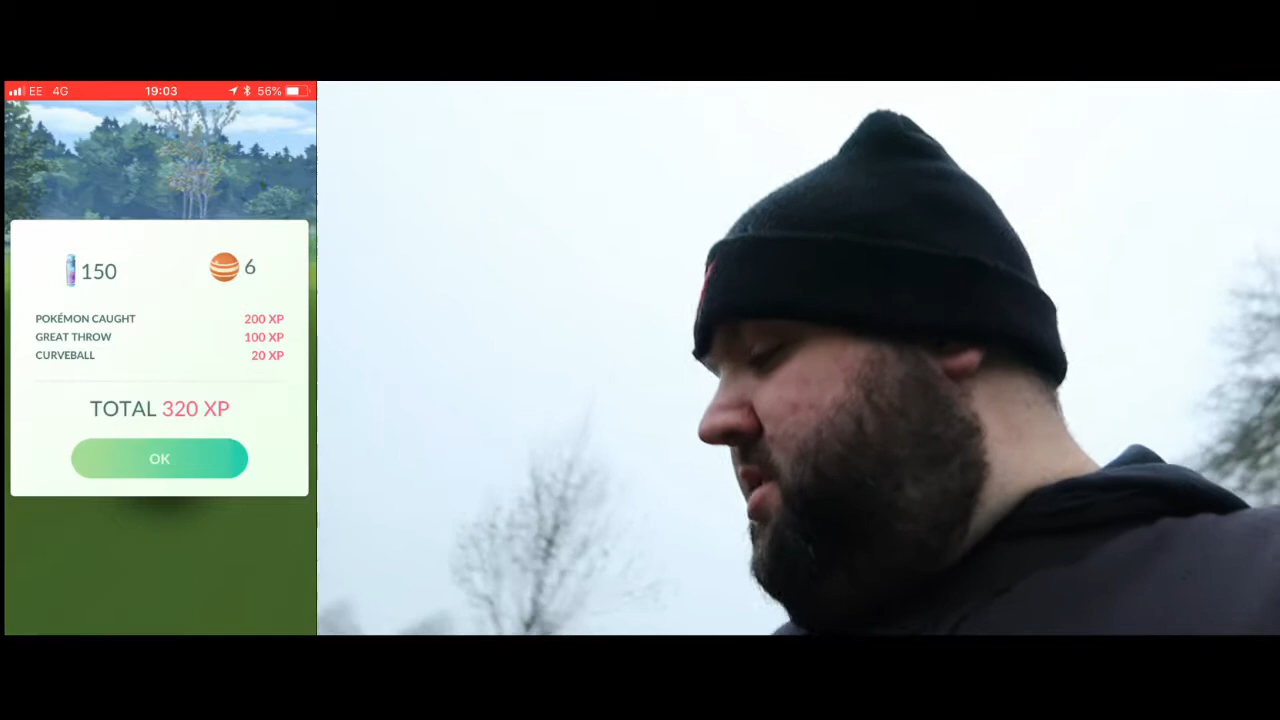 EE 4G 19:03 56%
150 6
POKÉMON CAUGHT 200 XP
GREAT THROW 100 XP
CURVEBALL 20 XP
TOTAL 320 XP
OK